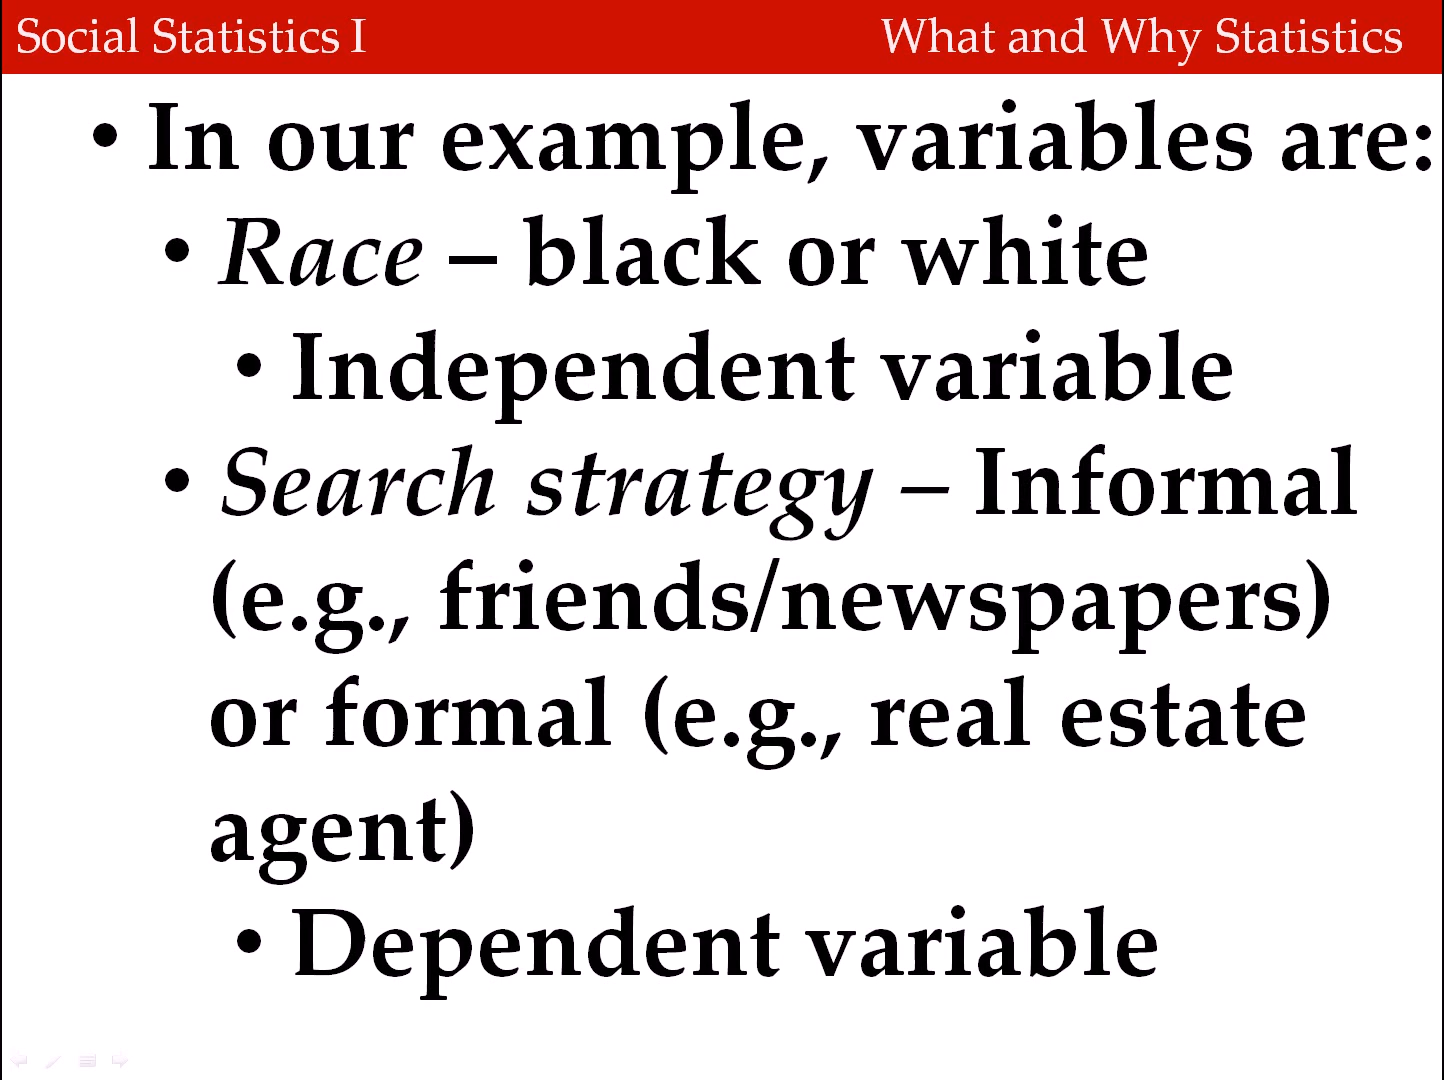 Social Statistics I
What and Why Statistics
• In our example, variables are:
• Race – black or white
• Independent variable
• Search strategy – Informal
(e.g., friends/newspapers)
or formal (e.g., real estate
agent)
• Dependent variable